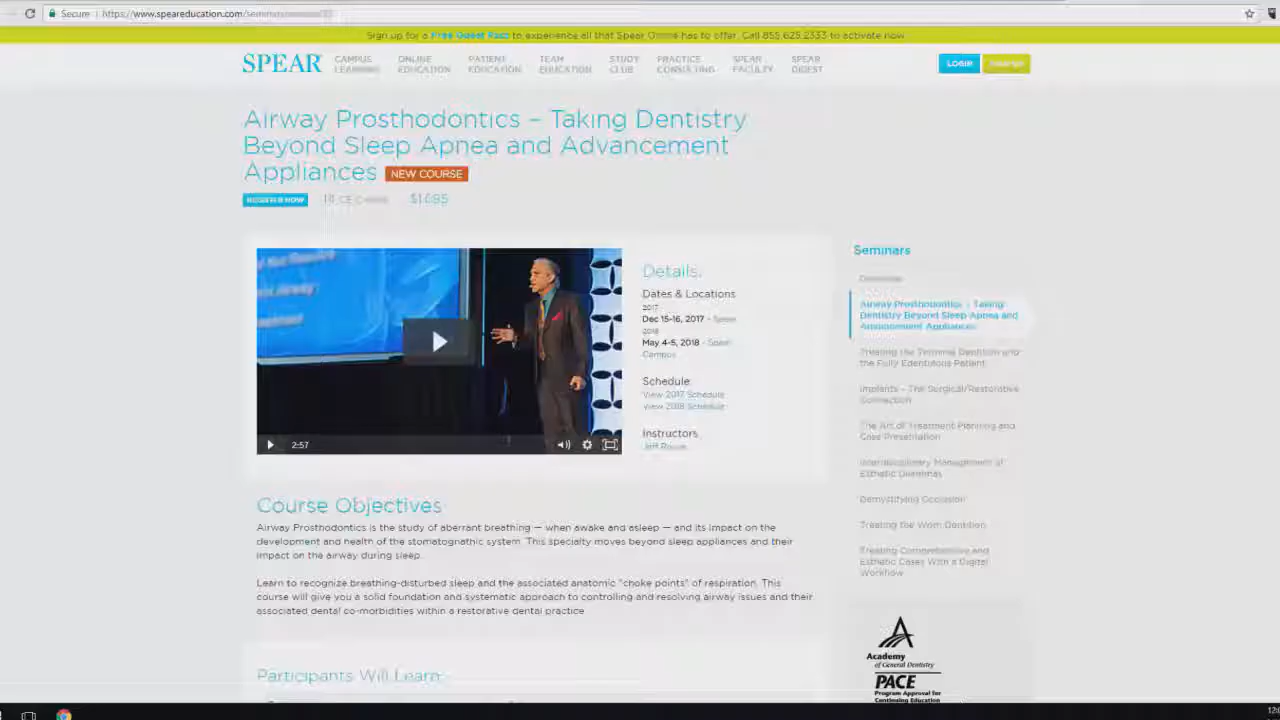 Secure
https://www.speareducation.com/seminars/
Sign up for a Free Guest Pass to experience all that Spear Online has to offer. Call 855.625.2333 to activate now.
SPEAR
CAMPUS LEARNING
ONLINE EDUCATION
PATIENT EDUCATION
TEAM EDUCATION
STUDY CLUB
PRACTICE CONSULTING
SPEAR FACULTY
SPEAR DIGEST
LOGIN
Airway Prosthodontics – Taking Dentistry
Beyond Sleep Apnea and Advancement
Appliances NEW COURSE
REGISTER NOW
$1,695
2:57
Details:
Dates & Locations
2017
Dec 15-16, 2017 - Spear
2018
May 4-5, 2018 - Spear
Campus
Schedule
View 2017 Schedule
View 2018 Schedule
Instructors
Jeff Rouse
Course Objectives
Airway Prosthodontics is the study of aberrant breathing — when awake and asleep — and its impact on the
development and health of the stomatognathic system. This specialty moves beyond sleep appliances and their
impact on the airway during sleep.
Learn to recognize breathing-disturbed sleep and the associated anatomic "choke points" of respiration. This
course will give you a solid foundation and systematic approach to controlling and resolving airway issues and their
associated dental co-morbidities within a restorative dental practice.
Participants Will Learn:
Seminars
Overview
Airway Prosthodontics – Taking
Dentistry Beyond Sleep Apnea and
Advancement Appliances
Treating the Terminal Dentition and
the Fully Edentulous Patient
Implants – The Surgical/Restorative
Connection
The Art of Treatment Planning and
Case Presentation
Interdisciplinary Management of
Esthetic Dilemmas
Demystifying Occlusion
Treating the Worn Dentition
Treating Comprehensive and
Esthetic Cases With a Digital
Workflow
Academy
of General Dentistry
PACE
Program Approval for
Continuing Education